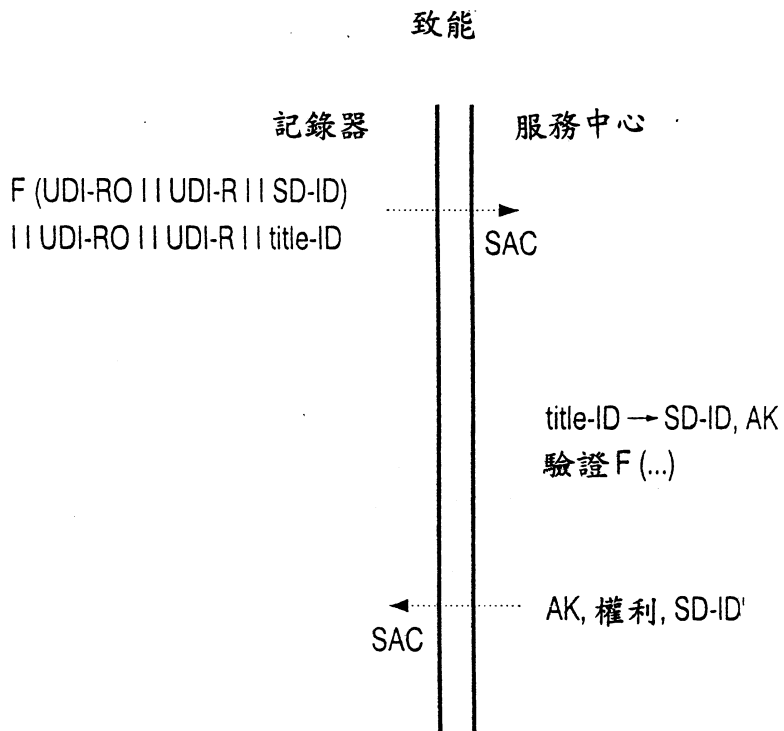 致能
記錄器
服務中心
F (UDI-RO || UDI-R || SD-ID)
|| UDI-RO || UDI-R || title-ID
SAC
title-ID → SD-ID, AK
驗證 F (...)
AK, 權利, SD-ID'
SAC